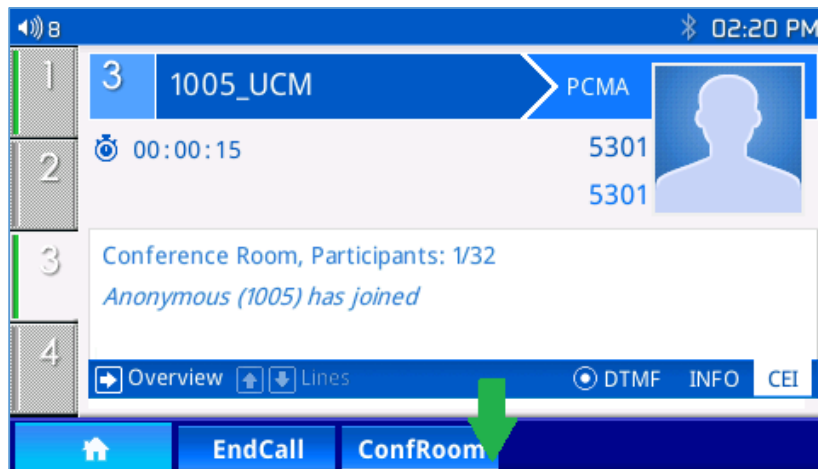 8 02:20 PM
1
2
3
4
3 1005_UCM PCMA
00:00:15 5301
5301
Conference Room, Participants: 1/32
Anonymous (1005) has joined
Overview Lines DTMF INFO CEI
EndCall ConfRoom